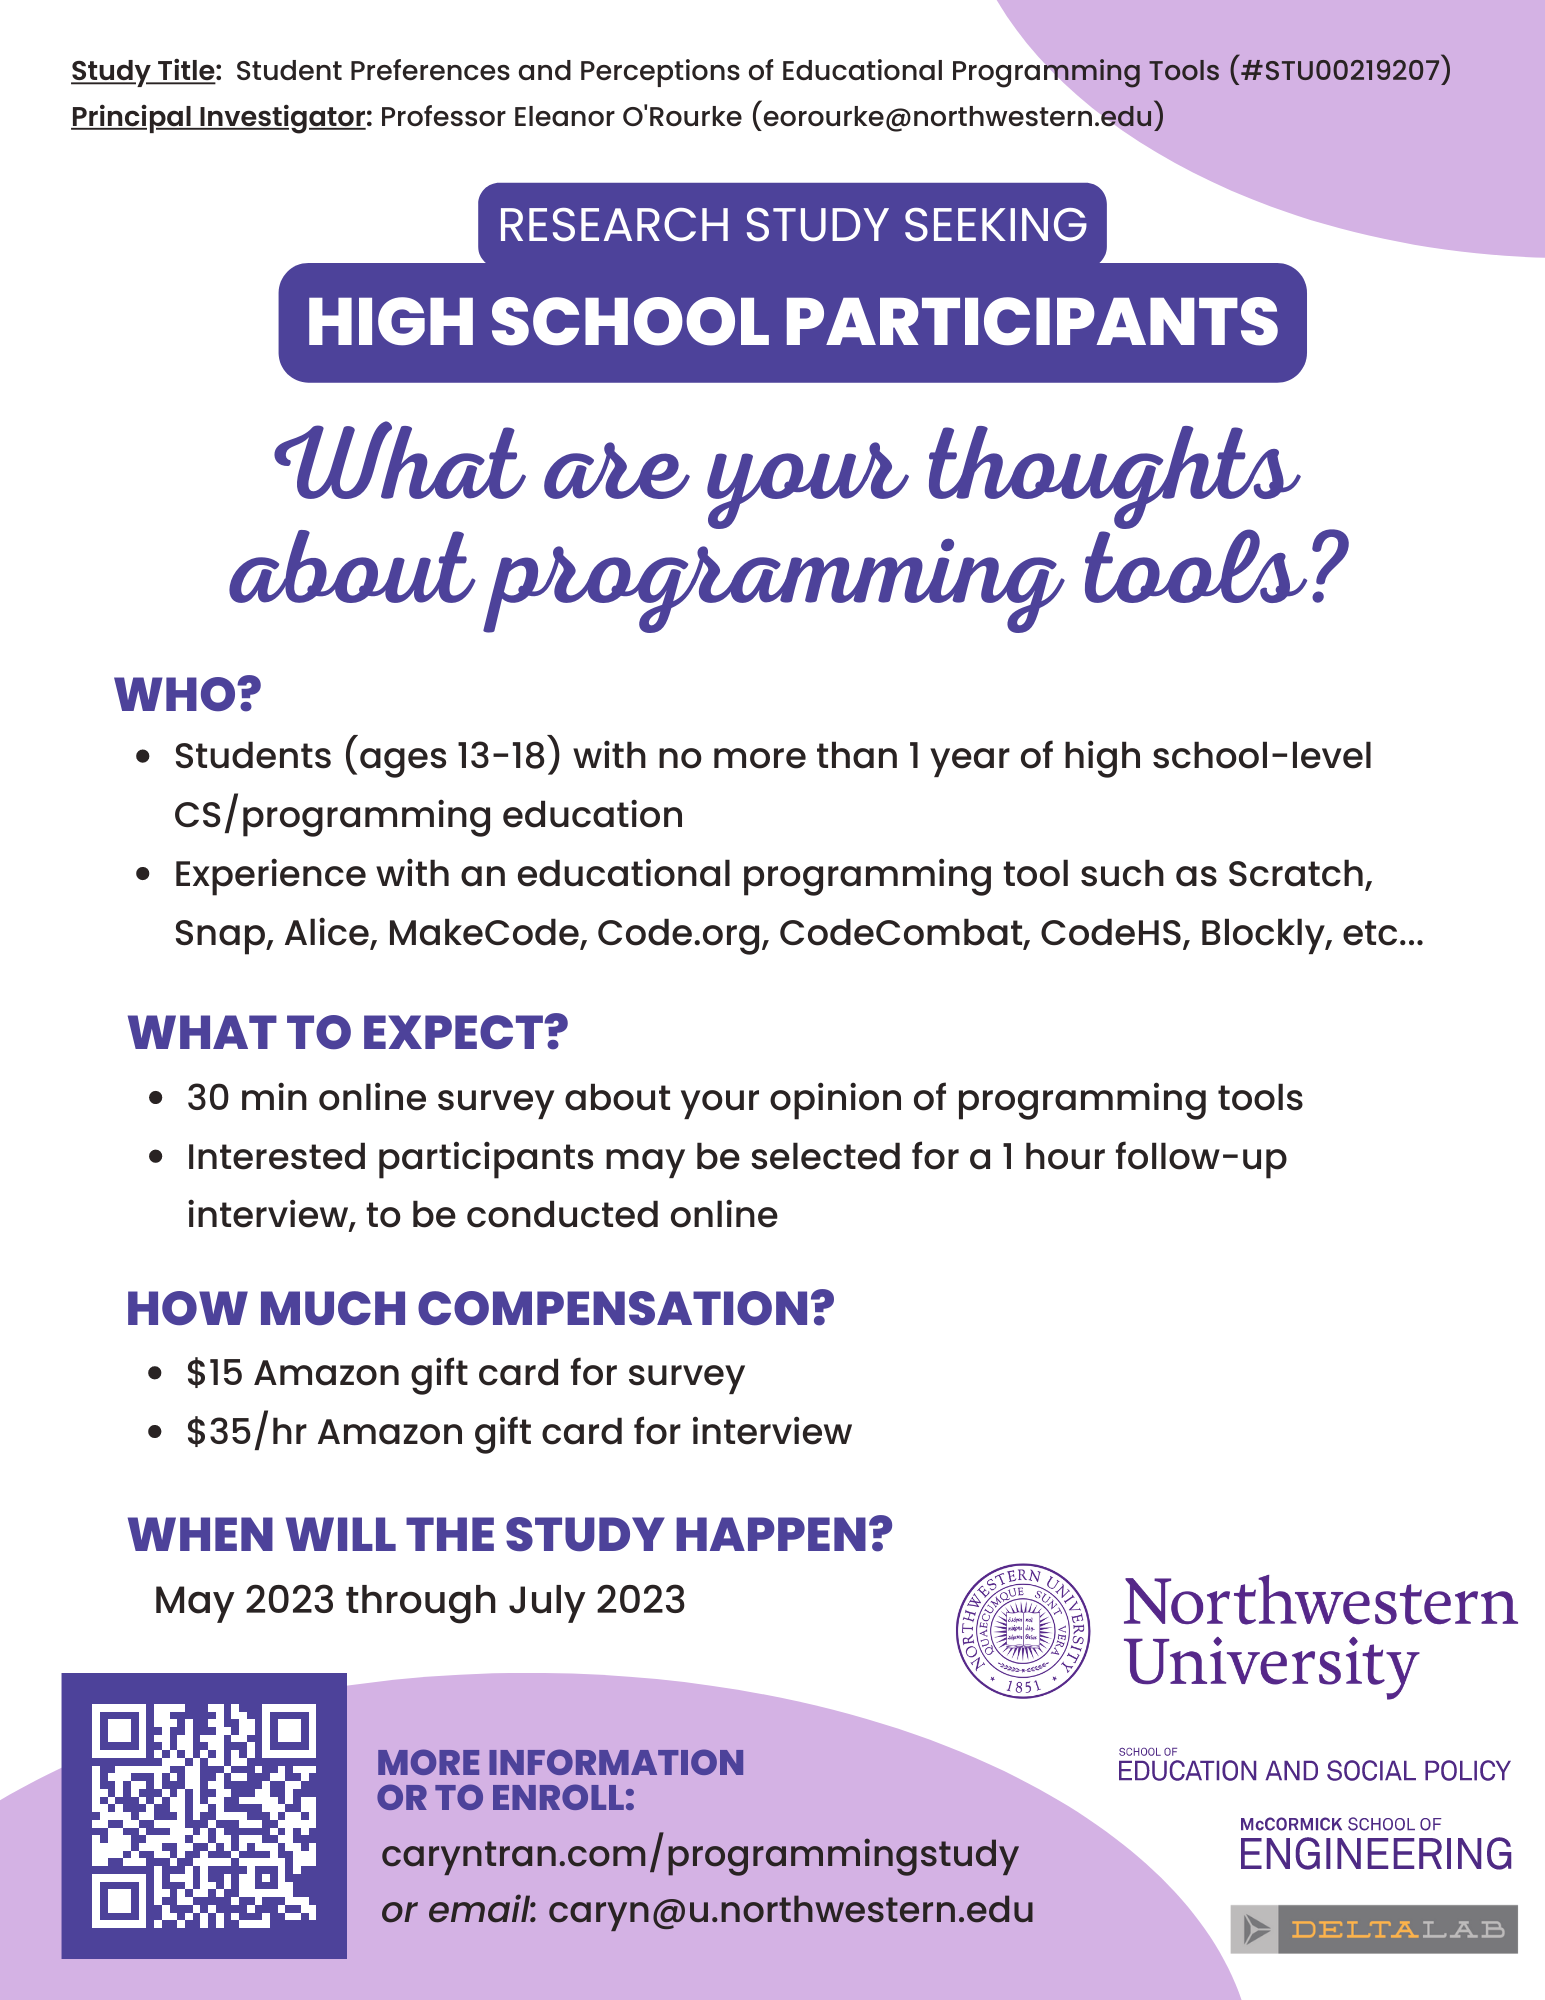 Study Title: Student Preferences and Perceptions of Educational Programming Tools (#STU00219207)
Principal Investigator: Professor Eleanor O'Rourke (eorourke@northwestern.edu)
RESEARCH STUDY SEEKING
HIGH SCHOOL PARTICIPANTS
What are your thoughts
about programming tools?
WHO?
• Students (ages 13-18) with no more than 1 year of high school-level
CS/programming education
• Experience with an educational programming tool such as Scratch,
Snap, Alice, MakeCode, Code.org, CodeCombat, CodeHS, Blockly, etc...
WHAT TO EXPECT?
• 30 min online survey about your opinion of programming tools
• Interested participants may be selected for a 1 hour follow-up
interview, to be conducted online
HOW MUCH COMPENSATION?
• $15 Amazon gift card for survey
• $35/hr Amazon gift card for interview
WHEN WILL THE STUDY HAPPEN?
May 2023 through July 2023
NORTHWESTERN UNIVERSITY
QUAECUMQUE SUNT VERA
1851
Northwestern
University
MORE INFORMATION
OR TO ENROLL:
caryntran.com/programmingstudy
or email: caryn@u.northwestern.edu
SCHOOL OF
EDUCATION AND SOCIAL POLICY
McCORMICK SCHOOL OF
ENGINEERING
DELTALAB